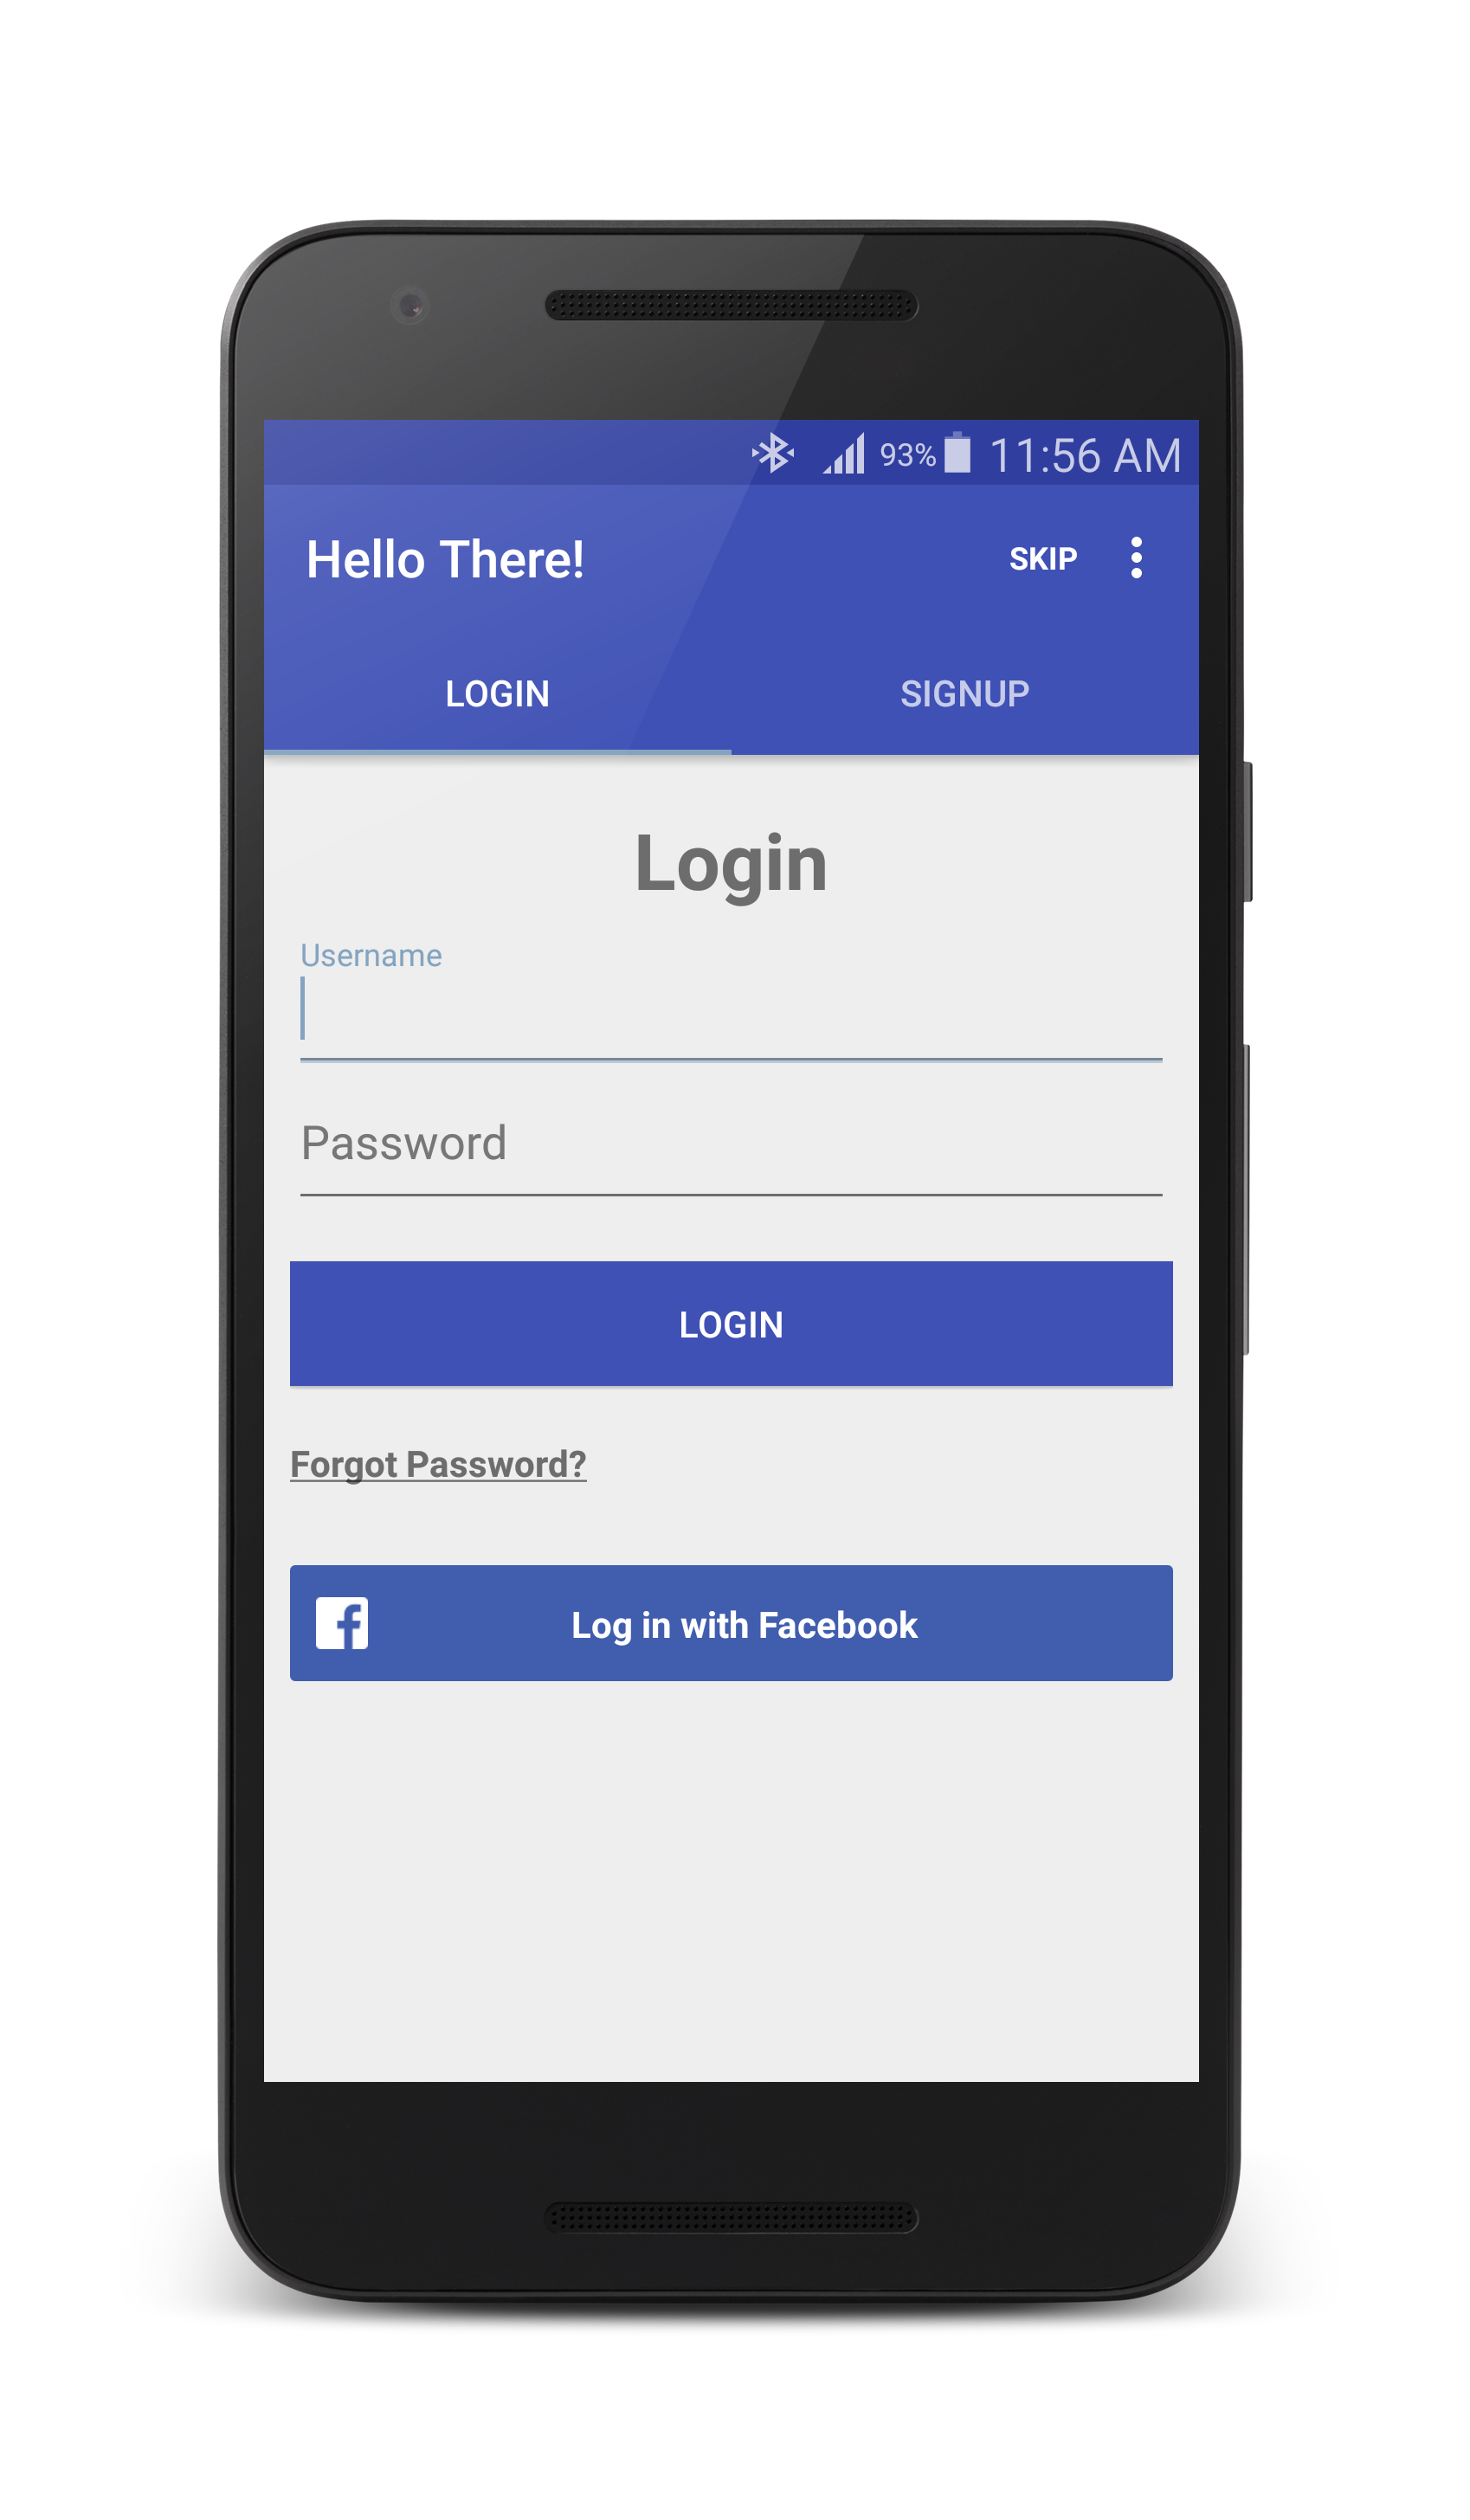 93% 11:56 AM
Hello There! SKIP
LOGIN SIGNUP
Login
Username
Password
LOGIN
Forgot Password?
Log in with Facebook